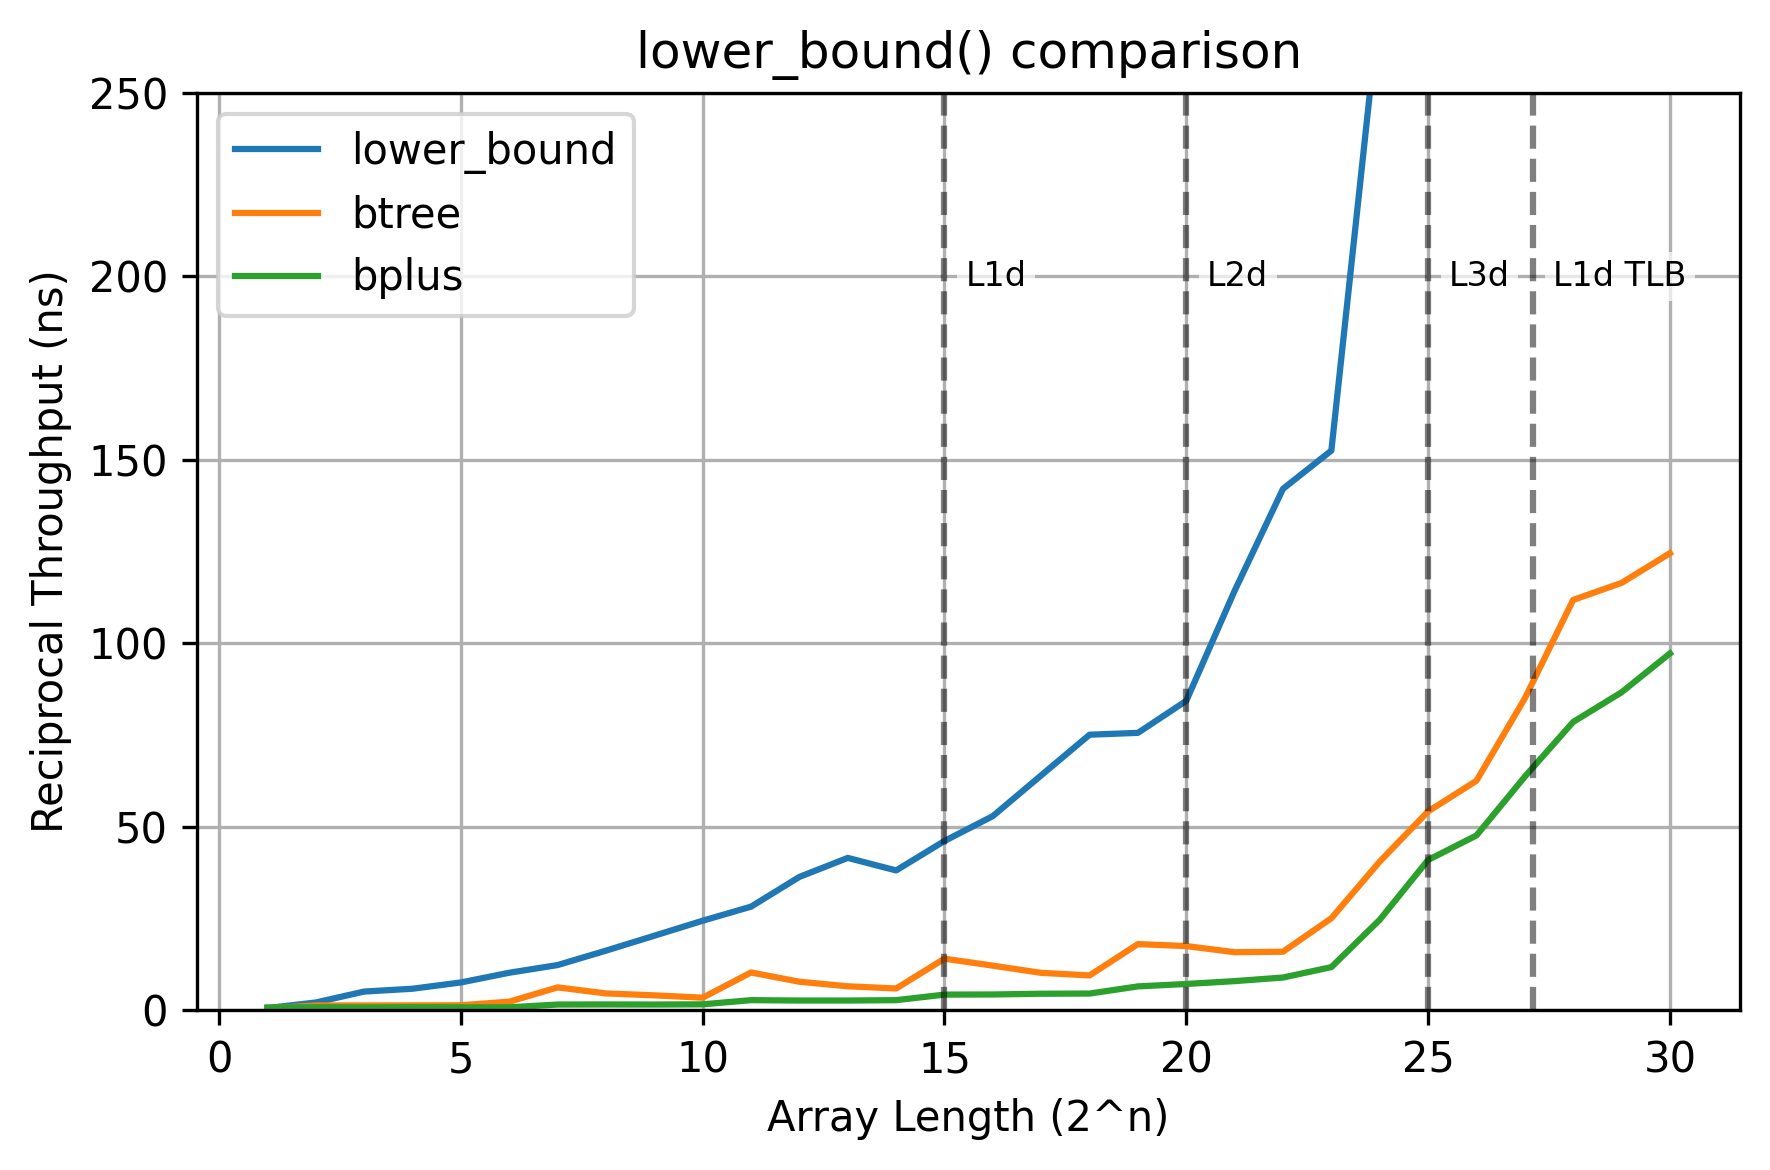 lower_bound() comparison
250
200
150
100
50
0
Reciprocal Throughput (ns)
lower_bound
btree
bplus
L1d
L2d
L3d
L1d TLB
0
5
10
15
20
25
30
Array Length (2^n)